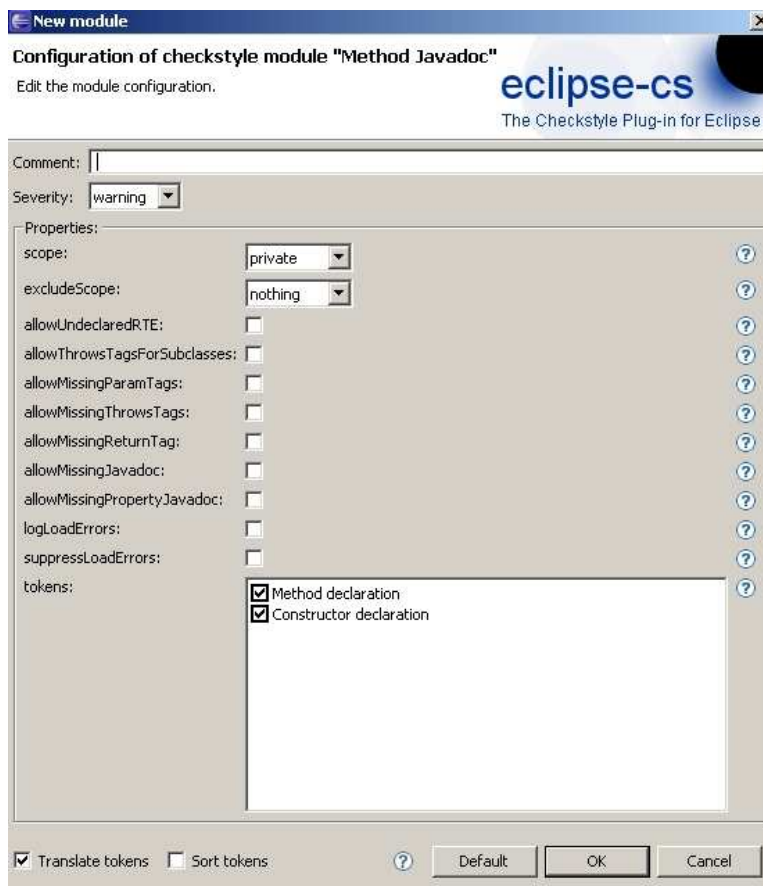 New module
Configuration of checkstyle module "Method Javadoc"
Edit the module configuration.
eclipse-cs
The Checkstyle Plug-in for Eclipse
Comment:
Severity: warning
Properties:
scope: private
excludeScope: nothing
allowUndeclaredRTE:
allowThrowsTagsForSubclasses:
allowMissingParamTags:
allowMissingThrowsTags:
allowMissingReturnTag:
allowMissingJavadoc:
allowMissingPropertyJavadoc:
logLoadErrors:
suppressLoadErrors:
tokens:
Method declaration
Constructor declaration
Translate tokens Sort tokens ? Default OK Cancel